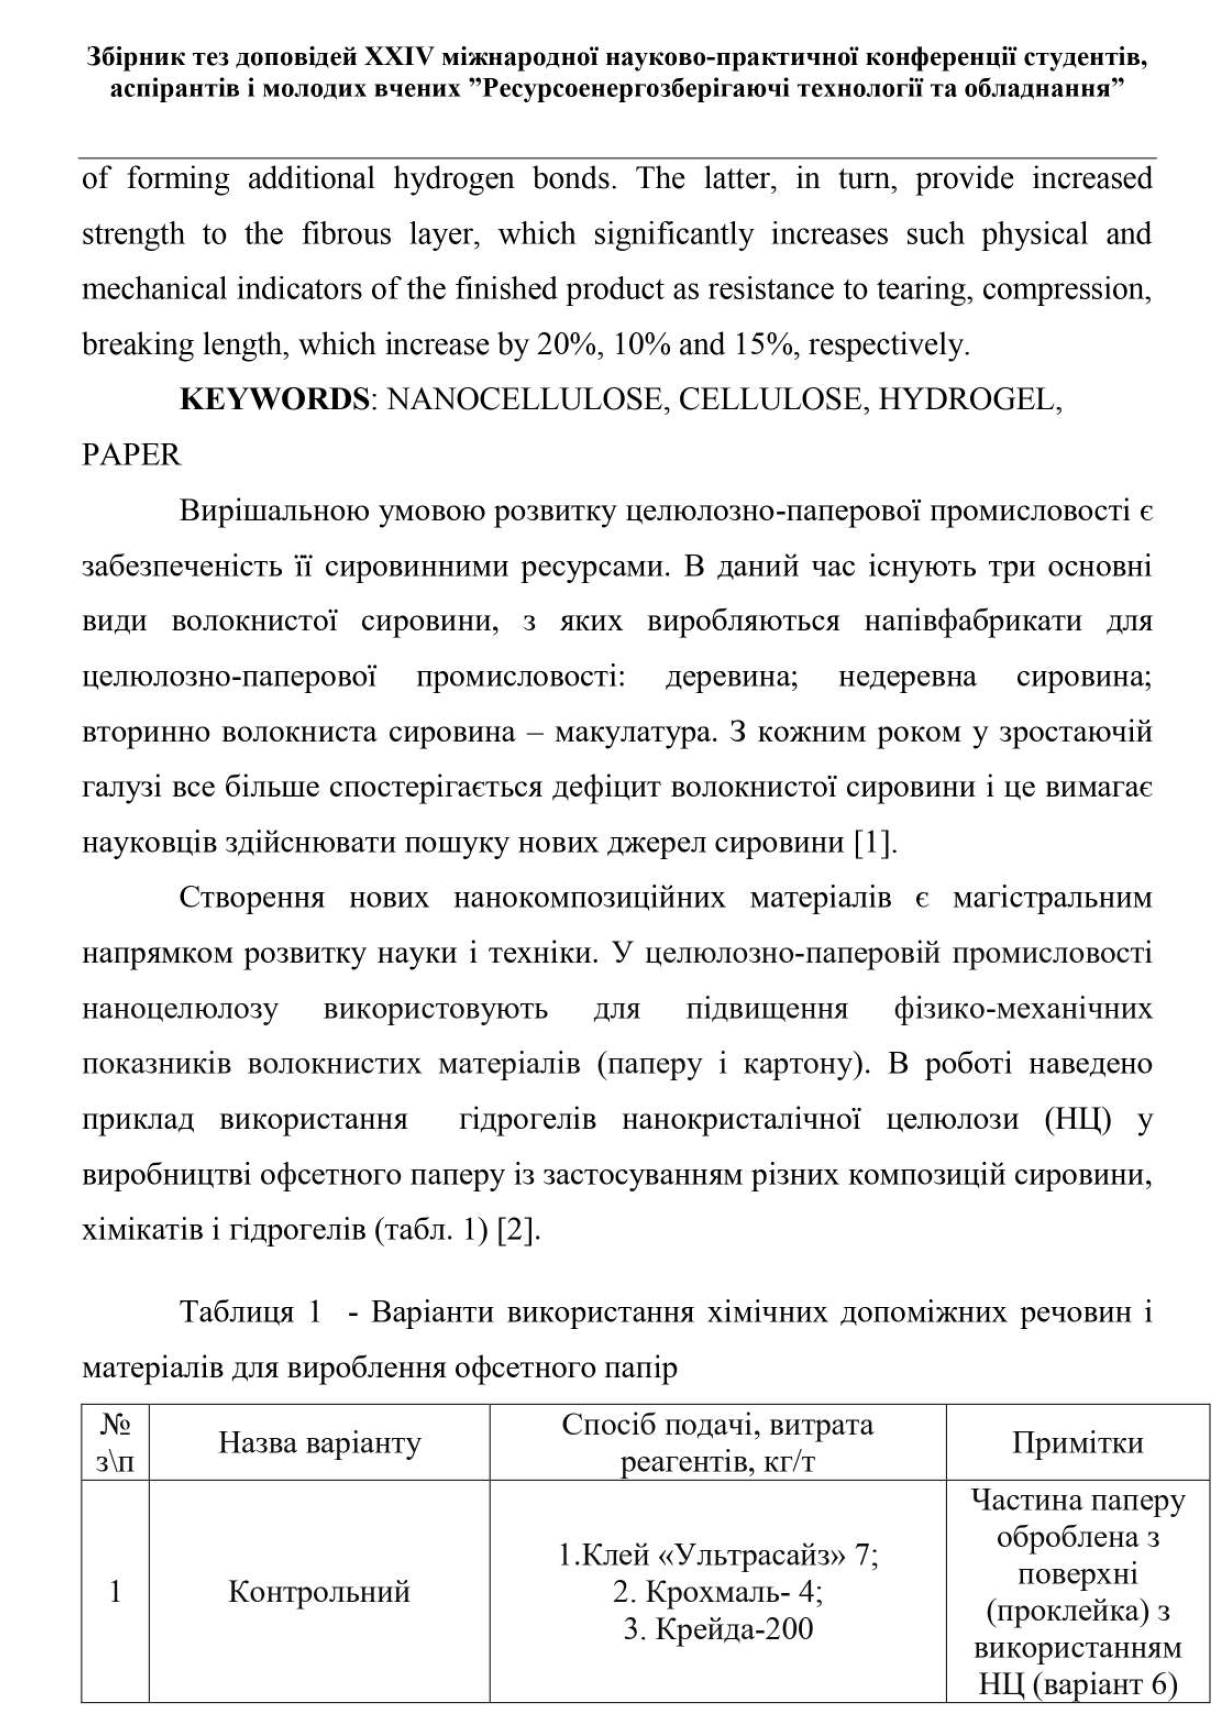 Збірник тез доповідей XXIV міжнародної науково-практичної конференції студентів,
аспірантів і молодих вчених ”Ресурсоенергозберігаючі технології та обладнання”
of forming additional hydrogen bonds. The latter, in turn, provide increased
strength to the fibrous layer, which significantly increases such physical and
mechanical indicators of the finished product as resistance to tearing, compression,
breaking length, which increase by 20%, 10% and 15%, respectively.
KEYWORDS: NANOCELLULOSE, CELLULOSE, HYDROGEL,
PAPER
Вирішальною умовою розвитку целюлозно-паперової промисловості є
забезпеченість її сировинними ресурсами. В даний час існують три основні
види волокнистої сировини, з яких виробляються напівфабрикати для
целюлозно-паперової промисловості: деревина; недеревна сировина;
вторинно волокниста сировина – макулатура. З кожним роком у зростаючій
галузі все більше спостерігається дефіцит волокнистої сировини і це вимагає
науковців здійснювати пошуку нових джерел сировини [1].
Створення нових нанокомпозиційних матеріалів є магістральним
напрямком розвитку науки і техніки. У целюлозно-паперовій промисловості
наноцелюлозу використовують для підвищення фізико-механічних
показників волокнистих матеріалів (паперу і картону). В роботі наведено
приклад використання гідрогелів нанокристалічної целюлози (НЦ) у
виробництві офсетного паперу із застосуванням різних композицій сировини,
хімікатів і гідрогелів (табл. 1) [2].
Таблиця 1 - Варіанти використання хімічних допоміжних речовин і
матеріалів для вироблення офсетного папір
№
з\п
Назва варіанту
Спосіб подачі, витрата
реагентів, кг/т
Примітки
1
Контрольний
1.Клей «Ультрасайз» 7;
2. Крохмаль- 4;
3. Крейда-200
Частина паперу
оброблена з
поверхні
(проклейка) з
використанням
НЦ (варіант 6)